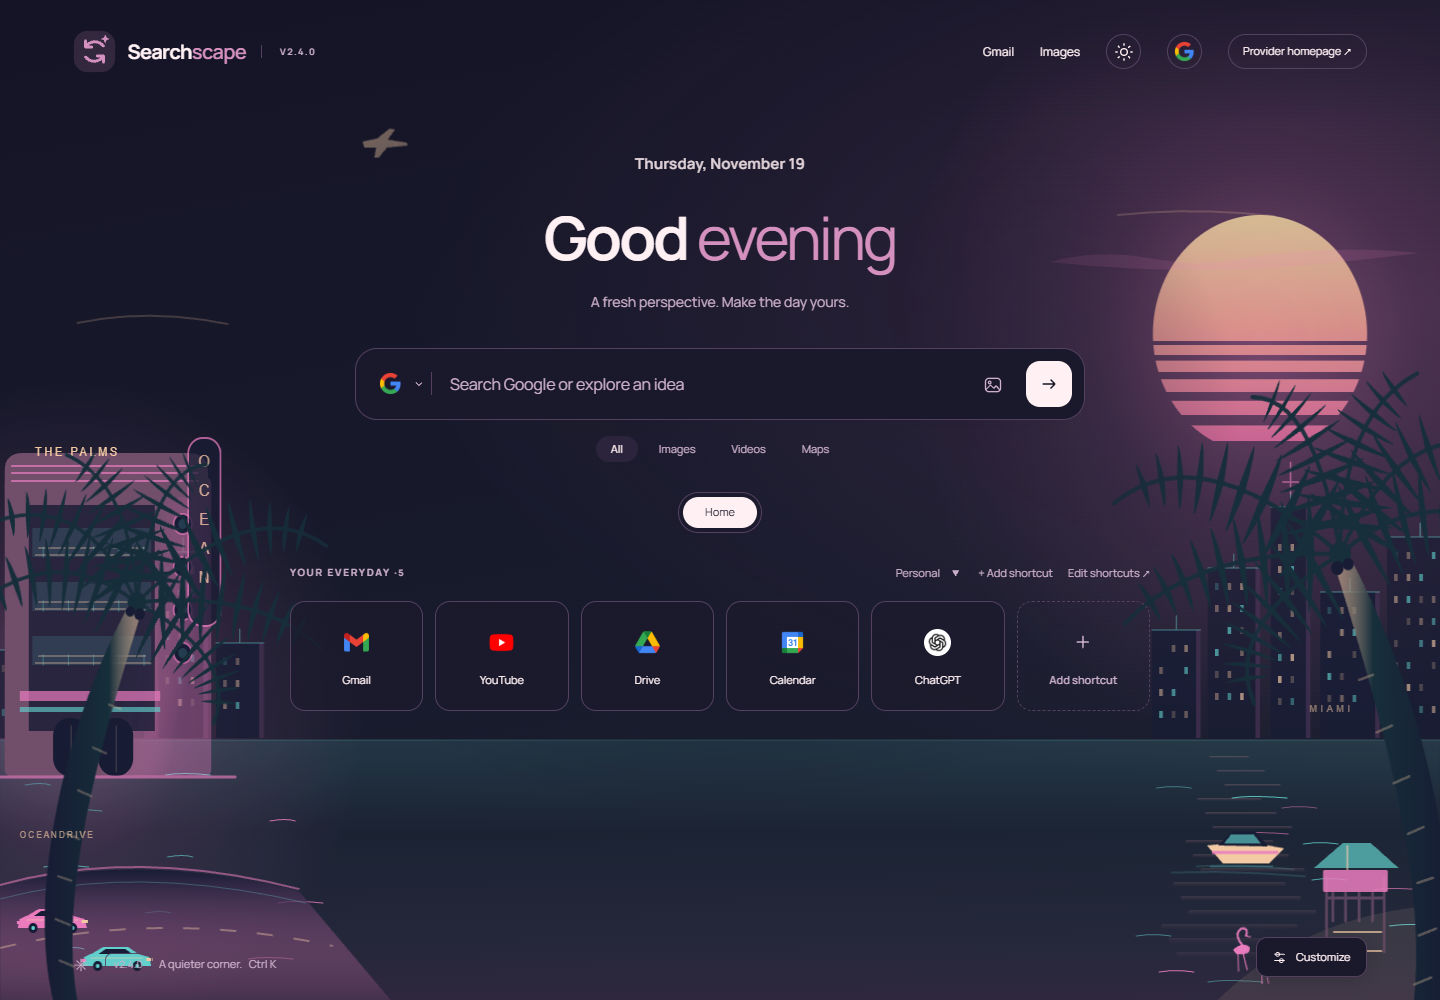 Searchscape
V2.4.0
Gmail
Images
Provider homepage ↗
Thursday, November 19
Good evening
A fresh perspective. Make the day yours.
Search Google or explore an idea
All
Images
Videos
Maps
Home
THE PALMS
OCEAN
YOUR EVERYDAY ·5
Personal ▼
+ Add shortcut
Edit shortcuts ↗
31
Gmail
YouTube
Drive
Calendar
ChatGPT
Add shortcut
MIAMI
OCEANDRIVE
A quieter corner. Ctrl K
Customize